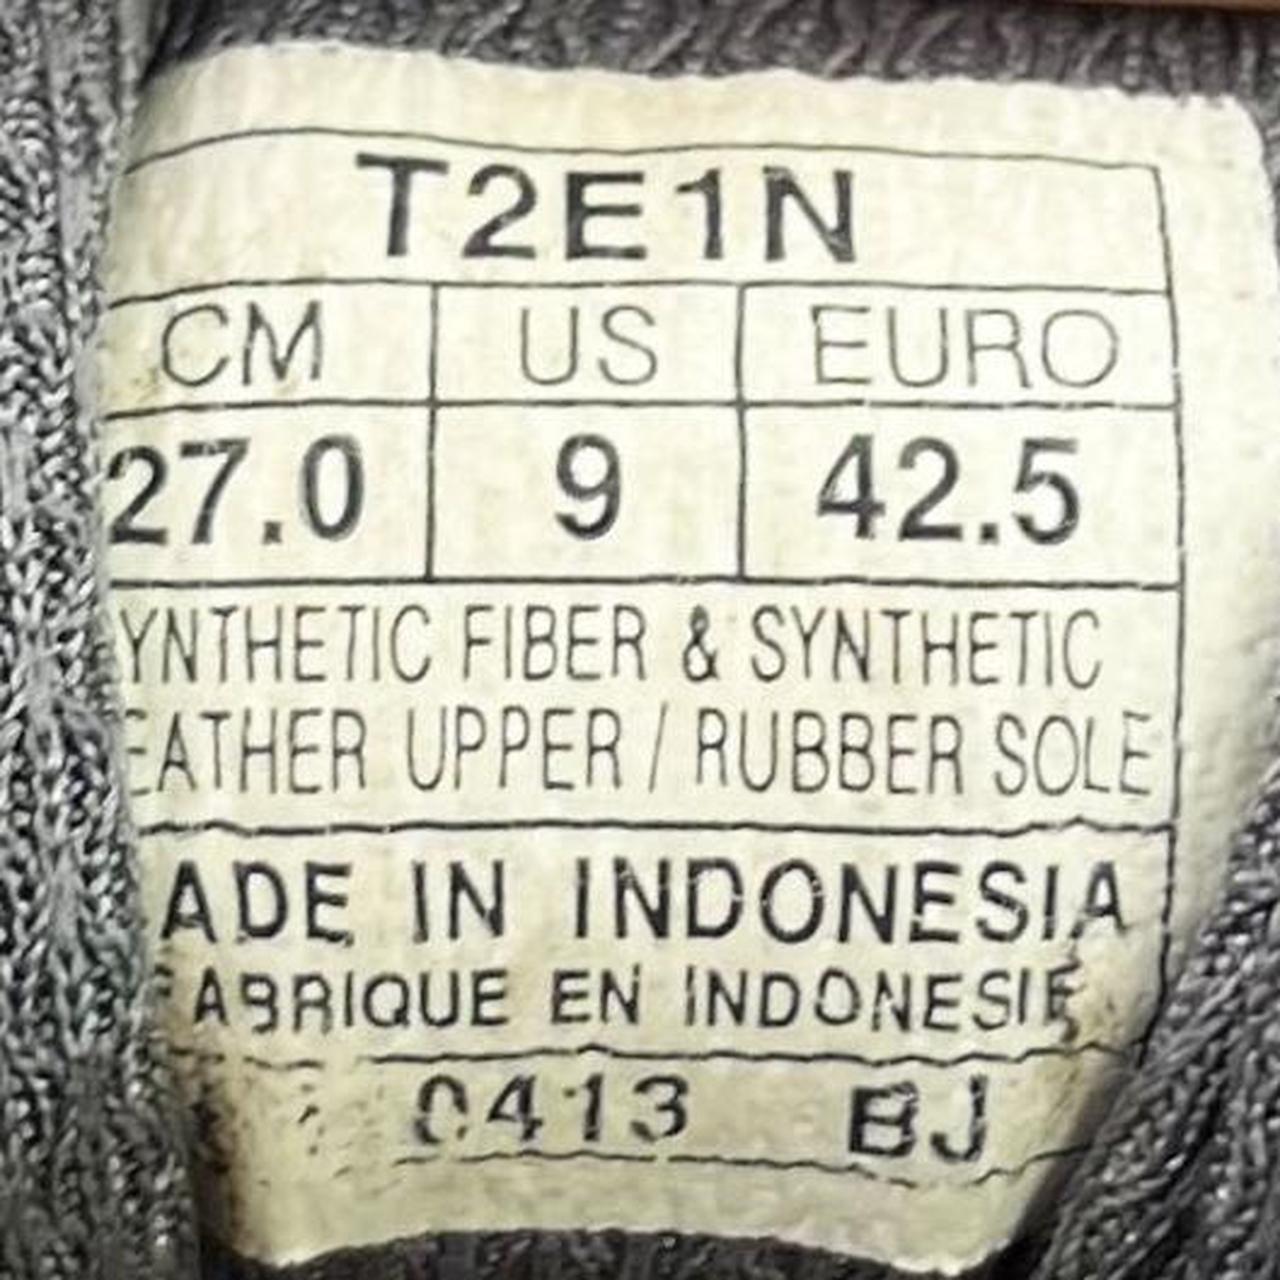 T2E1N
CM US EURO
27.0 9 42.5
YNTHETIC FIBER & SYNTHETIC
EATHER UPPER / RUBBER SOLE
ADE IN INDONESIA
FABRIQUE EN INDONESIE
0413 BJ